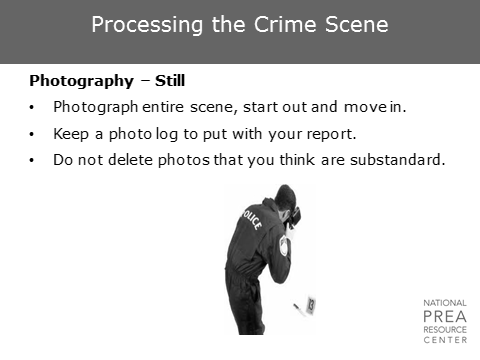 Processing the Crime Scene
Photography – Still
• Photograph entire scene, start out and move in.
• Keep a photo log to put with your report.
• Do not delete photos that you think are substandard.
POLICE
NATIONAL
PREA
RESOURCE
CENTER